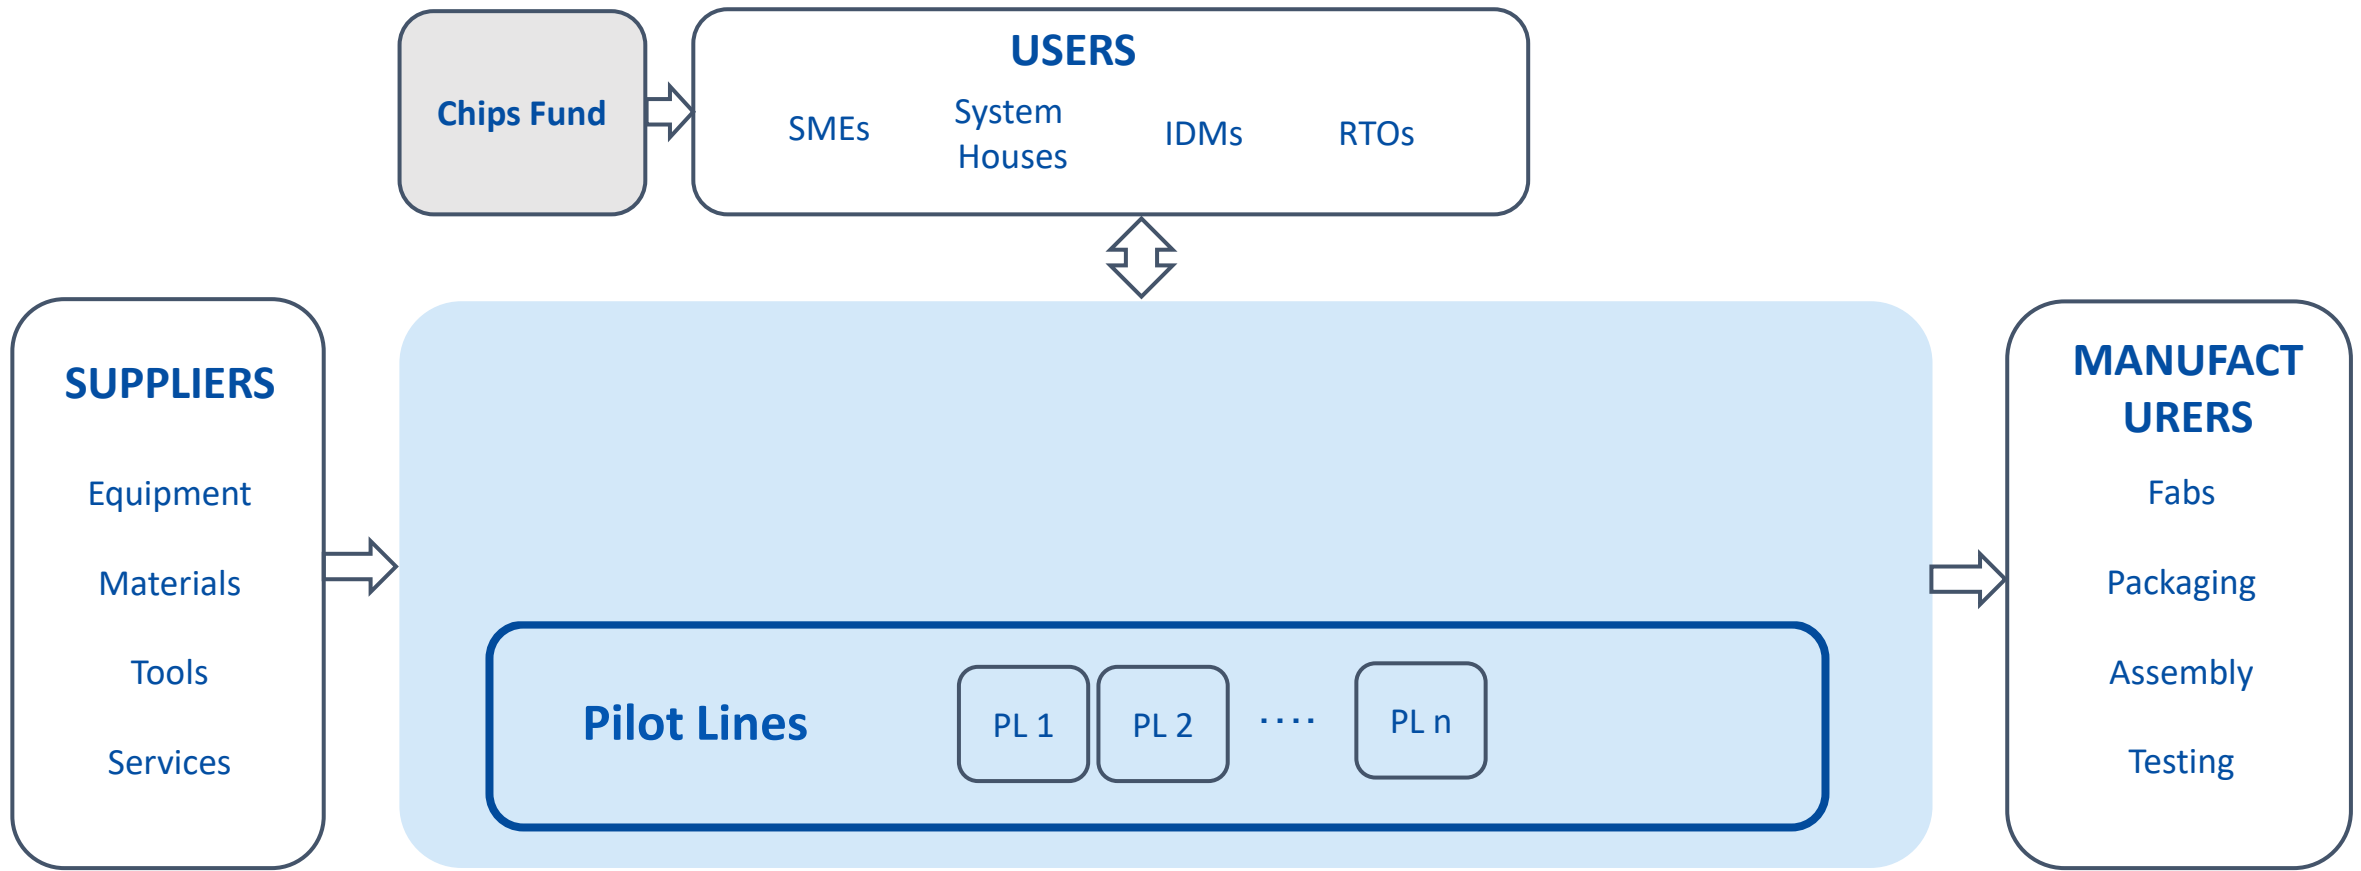 Chips Fund
USERS
SMEs
System
Houses
IDMs
RTOs
SUPPLIERS
Equipment
Materials
Tools
Services
Pilot Lines
PL 1
PL 2
....
PL n
MANUFACT
URERS
Fabs
Packaging
Assembly
Testing